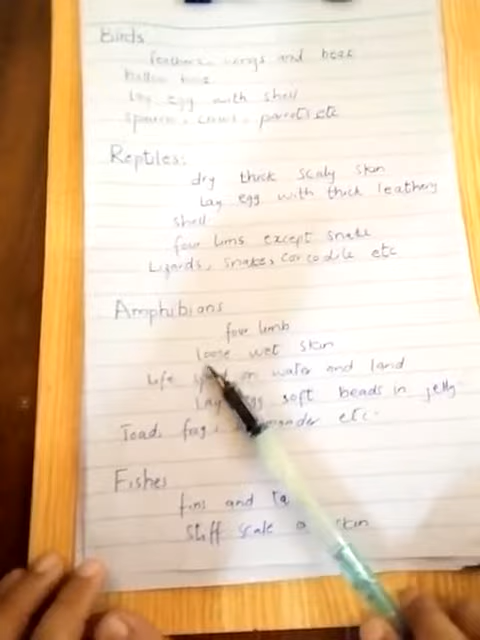 Birds
Feathers, wings and beak
hollow bone
Lay egg with shell
sparrow, crows, parrots etc
Reptiles:
dry thick scaly skin
Lay egg with thick leathery
shell
four lims except snake
Lizards, snakes, corcodile etc
Amphibians
four limb
loose wet skin
Life on water and land
Lay egg soft beads in jelly
Toad, frog, etc.
Fishes
fins and
stiff scale skin